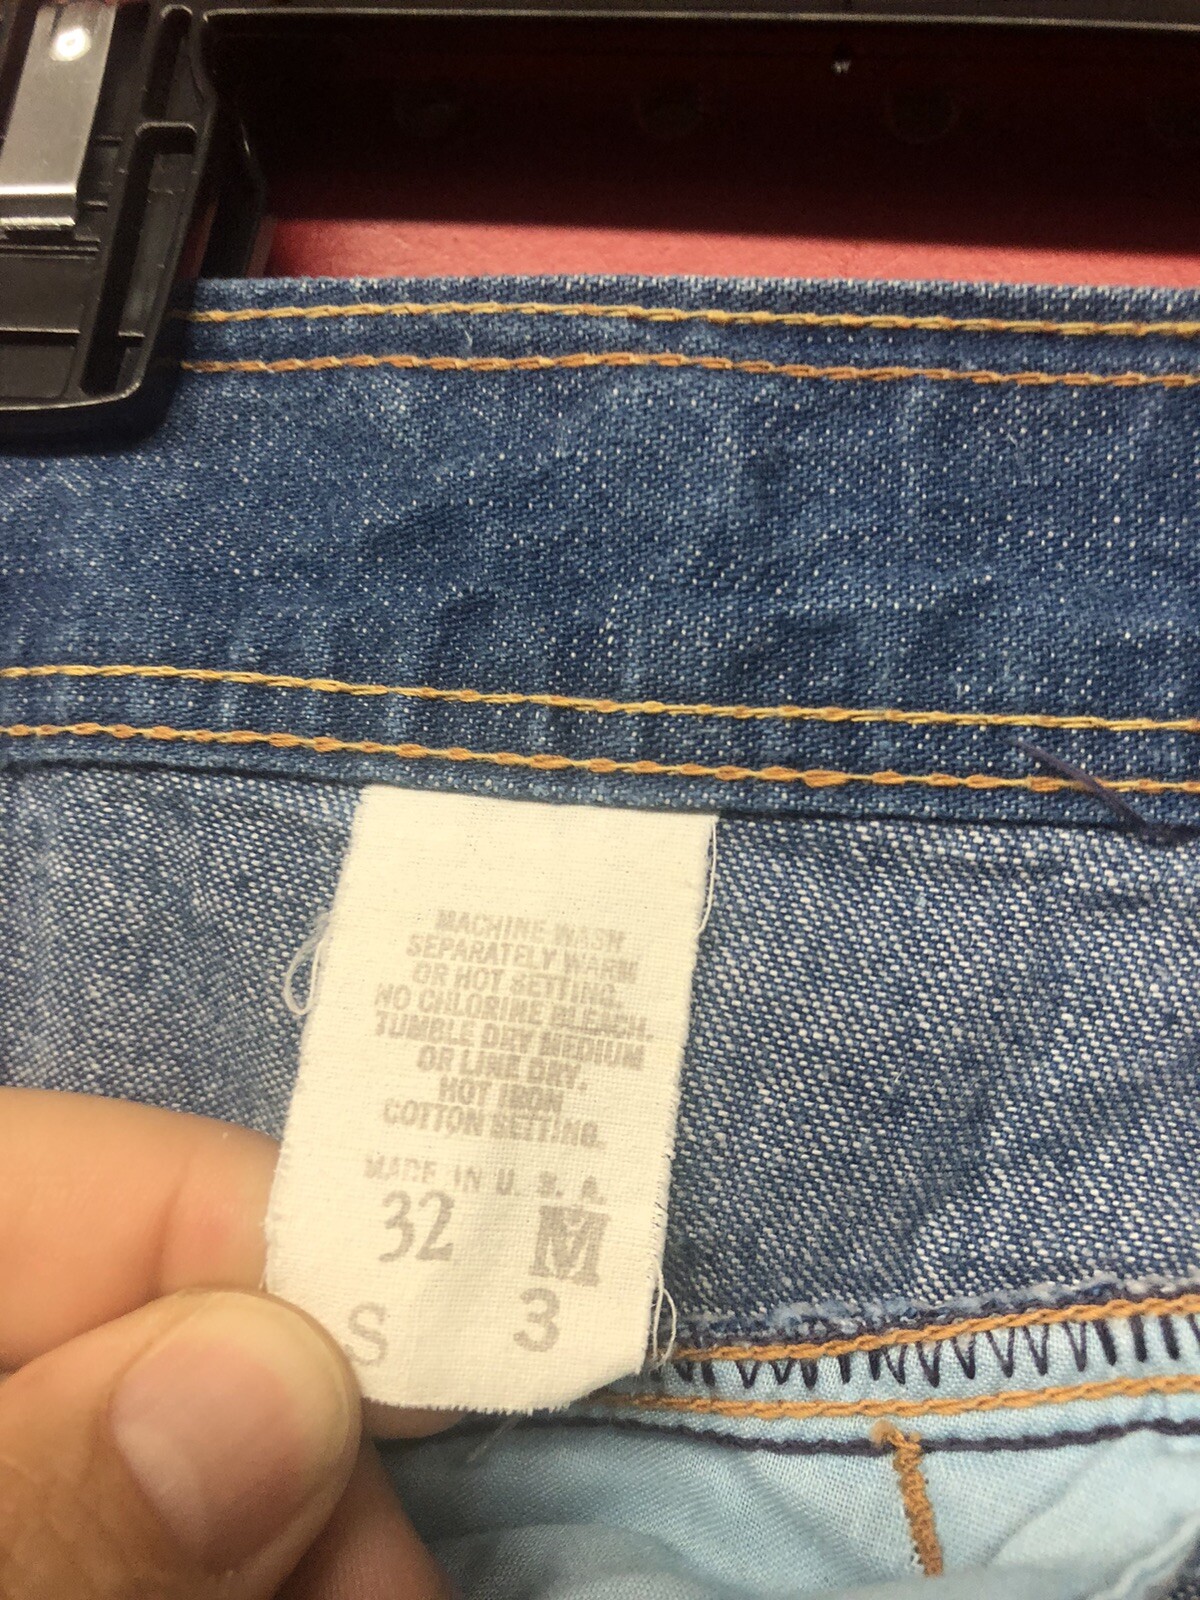 MACHINE WASH
SEPARATELY WARM
OR HOT SETTING.
NO CHLORINE BLEACH.
TUMBLE DRY MEDIUM
OR LINE DRY.
HOT IRON
COTTON SETTING.
MADE IN U. S. A.
32 M
S 3